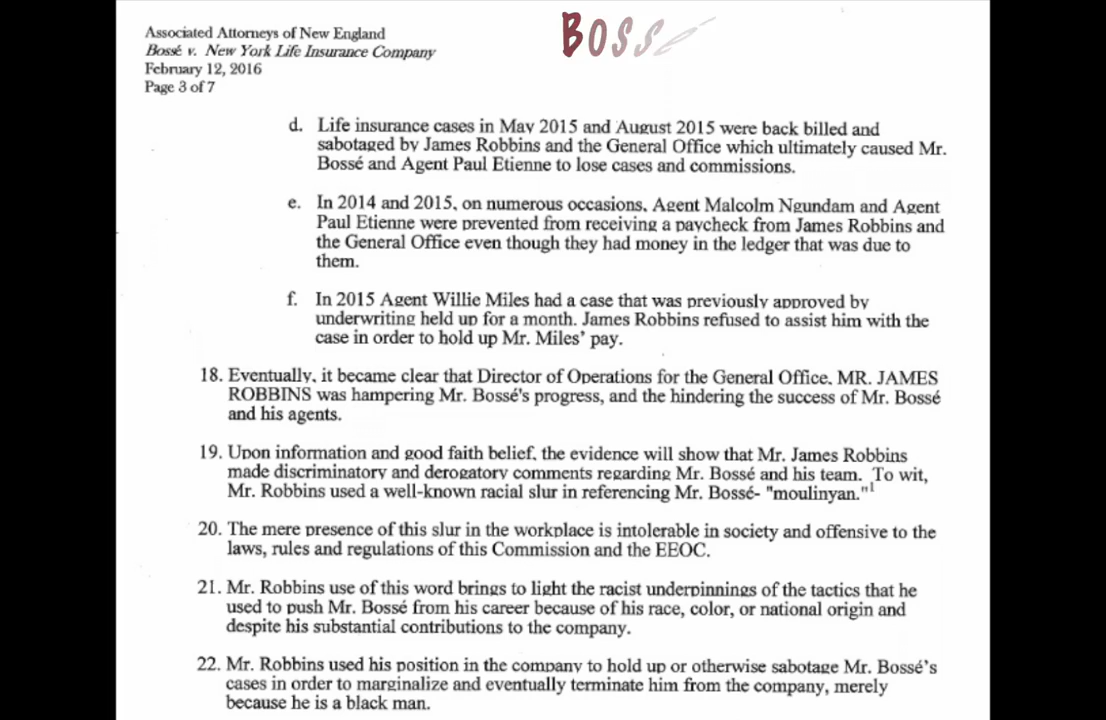 Associated Attorneys of New England
Bossé v. New York Life Insurance Company
February 12, 2016
Page 3 of 7
BOSSÉ
d. Life insurance cases in May 2015 and August 2015 were back billed and
sabotaged by James Robbins and the General Office which ultimately caused Mr.
Bossé and Agent Paul Etienne to lose cases and commissions.
e. In 2014 and 2015, on numerous occasions, Agent Malcolm Ngundam and Agent
Paul Etienne were prevented from receiving a paycheck from James Robbins and
the General Office even though they had money in the ledger that was due to
them.
f. In 2015 Agent Willie Miles had a case that was previously approved by
underwriting held up for a month. James Robbins refused to assist him with the
case in order to hold up Mr. Miles’ pay.
18. Eventually, it became clear that Director of Operations for the General Office, MR. JAMES
ROBBINS was hampering Mr. Bossé's progress, and the hindering the success of Mr. Bossé
and his agents.
19. Upon information and good faith belief, the evidence will show that Mr. James Robbins
made discriminatory and derogatory comments regarding Mr. Bossé and his team. To wit,
Mr. Robbins used a well-known racial slur in referencing Mr. Bossé- "moulinyan."1
20. The mere presence of this slur in the workplace is intolerable in society and offensive to the
laws, rules and regulations of this Commission and the EEOC.
21. Mr. Robbins use of this word brings to light the racist underpinnings of the tactics that he
used to push Mr. Bossé from his career because of his race, color, or national origin and
despite his substantial contributions to the company.
22. Mr. Robbins used his position in the company to hold up or otherwise sabotage Mr. Bossé’s
cases in order to marginalize and eventually terminate him from the company, merely
because he is a black man.